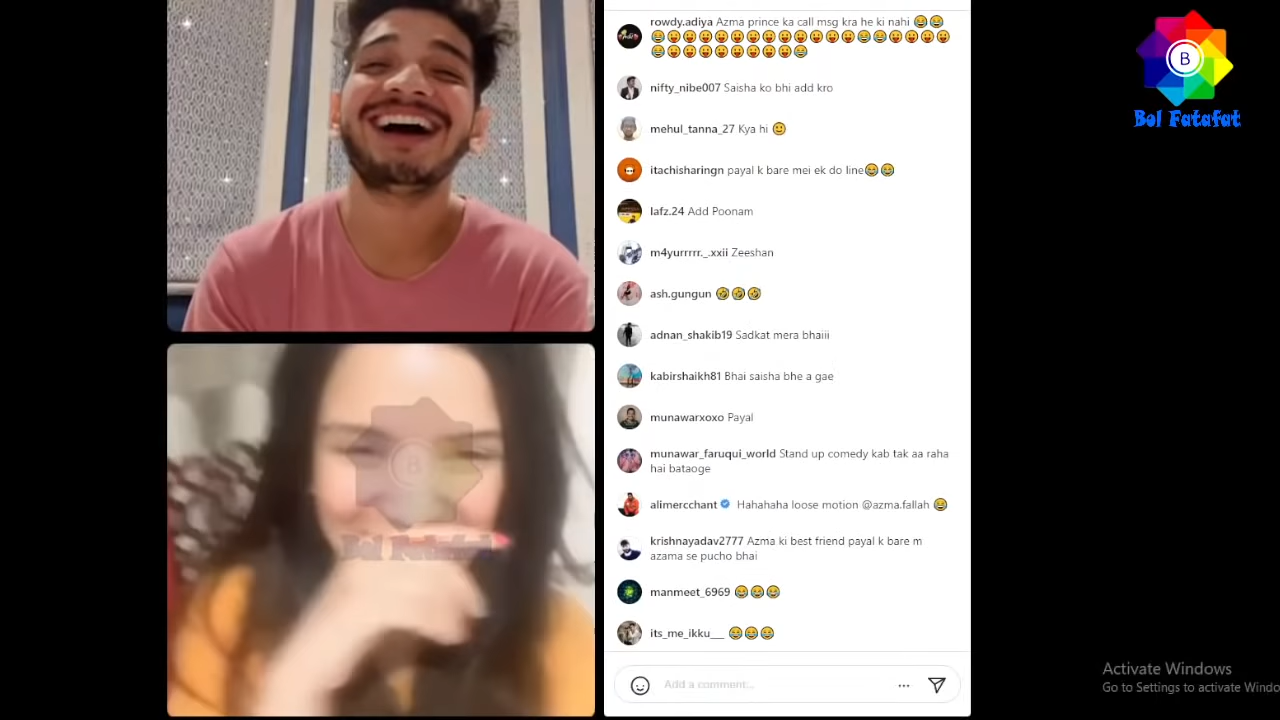 rowdy.adiya Azma prince ka call msg kra he ki nahi 😂😂
😂😛😛😛😛😛😛😛😛😛😛😛😛😂😂😛😛😛😛
😂😛😛😛😛😛😛😛😛😂
nifty_nibe007 Saisha ko bhi add kro
mehul_tanna_27 Kya hi 🙂
itachisharingn payal k bare mei ek do line😂😂
lafz.24 Add Poonam
m4yurrrrr._.xxii Zeeshan
ash.gungun 🤣🤣🤣
adnan_shakib19 Sadkat mera bhaiii
kabirshaikh81 Bhai saisha bhe a gae
munawarxoxo Payal
munawar_faruqui_world Stand up comedy kab tak aa raha
hai bataoge
alimercchant Hahahaha loose motion @azma.fallah 😂
krishnayadav2777 Azma ki best friend payal k bare m
azama se pucho bhai
manmeet_6969 😂😂😂
its_me_ikku___ 😂😂😂
Add a comment...
B
Bol Fatafat
B
Bol Fatafat
Activate Windows
Go to Settings to activate Windo